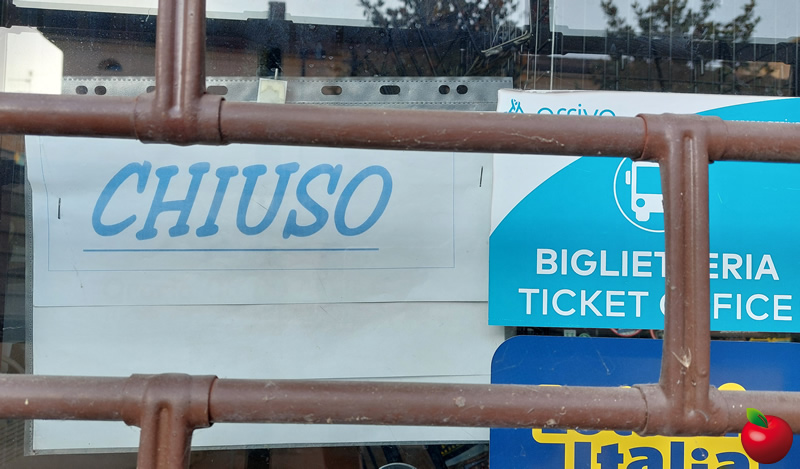 CHIUSO
arriva
BIGLIETTERIA
TICKET OFFICE
Italia